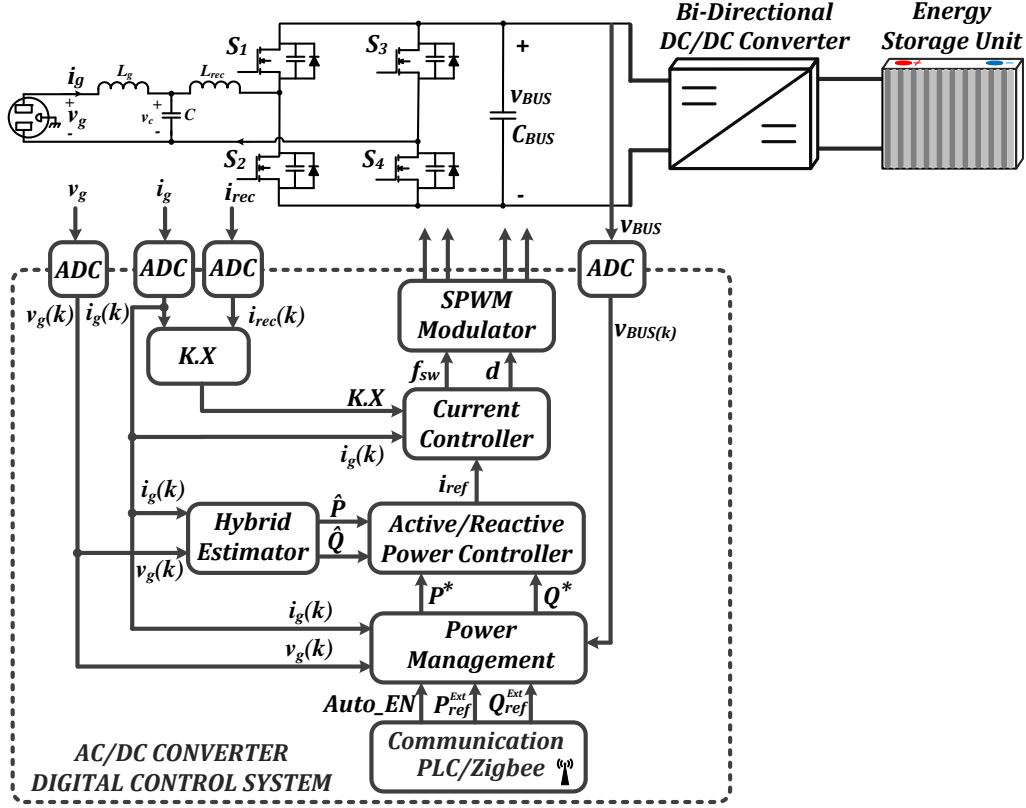 Bi-Directional
DC/DC Converter
Energy
Storage Unit
S1
S3
ig
Lg
Lrec
+
vg
-
+
vc
-
C
+
vBUS
CBUS
-
S2
S4
+
-
vg
ig
irec
vBUS
ADC
ADC
ADC
ADC
vg(k)
ig(k)
irec(k)
vBUS(k)
SPWM
Modulator
K.X
fsw
d
K.X
Current
Controller
ig(k)
iref
ig(k)
Hybrid
Estimator
P̂
Q̂
Active/Reactive
Power Controller
vg(k)
P*
Q*
ig(k)
Power
Management
vg(k)
Auto_EN
PrefExt
QrefExt
Communication
PLC/Zigbee
AC/DC CONVERTER
DIGITAL CONTROL SYSTEM